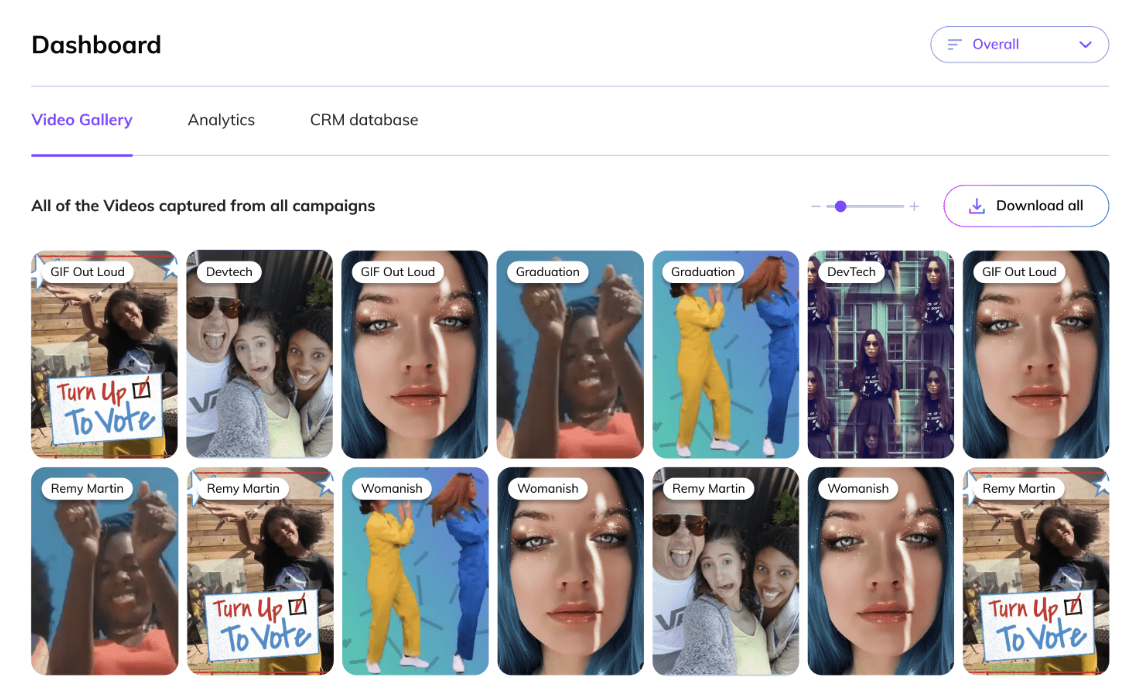 Dashboard
Overall
Video Gallery Analytics CRM database
All of the Videos captured from all campaigns
Download all
GIF Out Loud
Turn Up
To Vote
Devtech
GIF Out Loud
Graduation
Graduation
DevTech
GIF Out Loud
Remy Martin
Remy Martin
Turn Up
To Vote
Womanish
Womanish
Remy Martin
Womanish
Remy Martin
Turn Up
To Vote